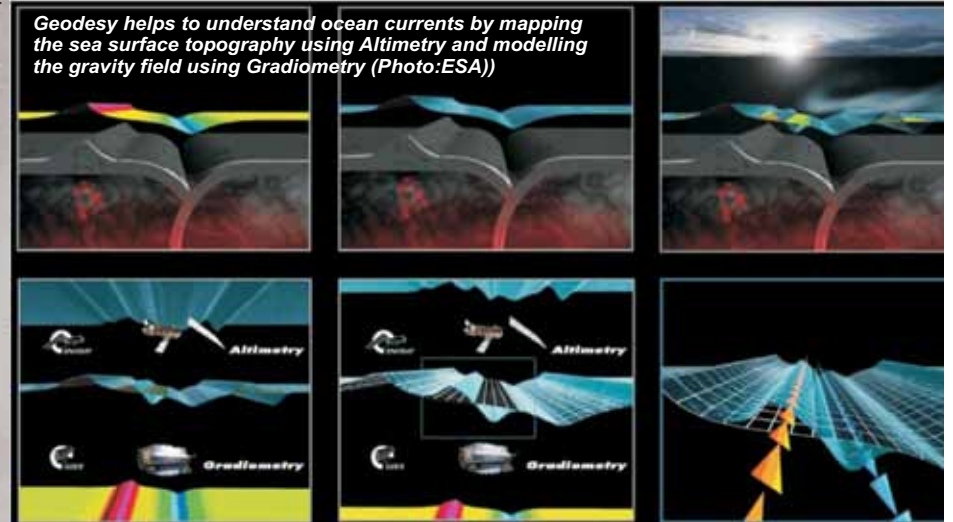 Geodesy helps to understand ocean currents by mapping
the sea surface topography using Altimetry and modelling
the gravity field using Gradiometry (Photo:ESA))
Altimetry
Altimetry
Gradiometry
Gradiometry